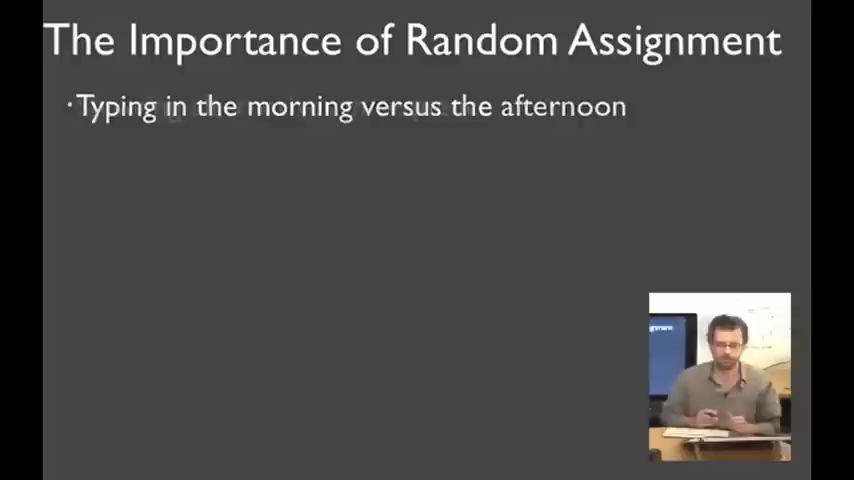 The Importance of Random Assignment
·Typing in the morning versus the afternoon